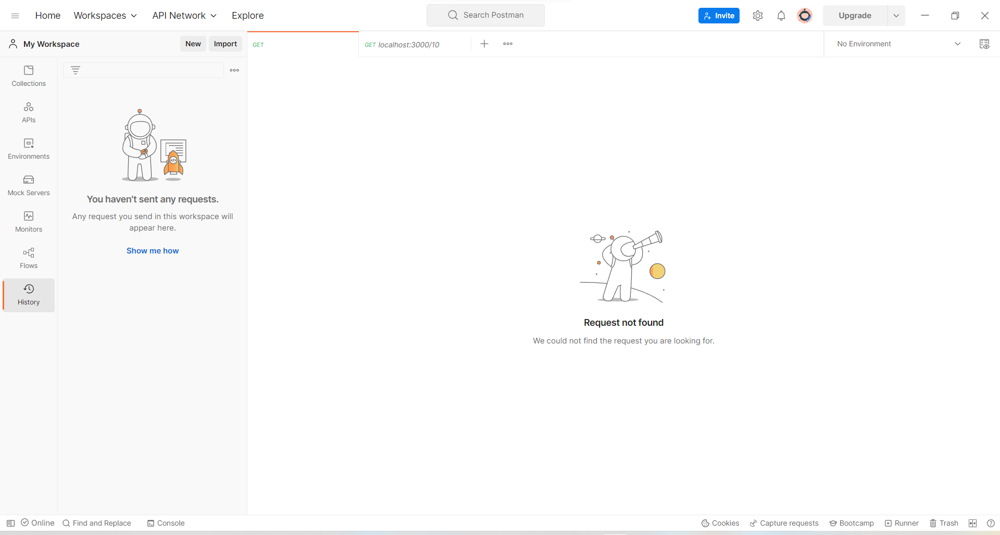 Home Workspaces API Network Explore Search Postman Invite Upgrade
My Workspace New Import GET GET localhost:3000/10 No Environment
Collections
APIs
Environments
Mock Servers
Monitors
Flows
History
You haven't sent any requests.
Any request you send in this workspace will
appear here.
Show me how
</>
Request not found
We could not find the request you are looking for.
Online Find and Replace Console Cookies Capture requests Bootcamp Runner Trash